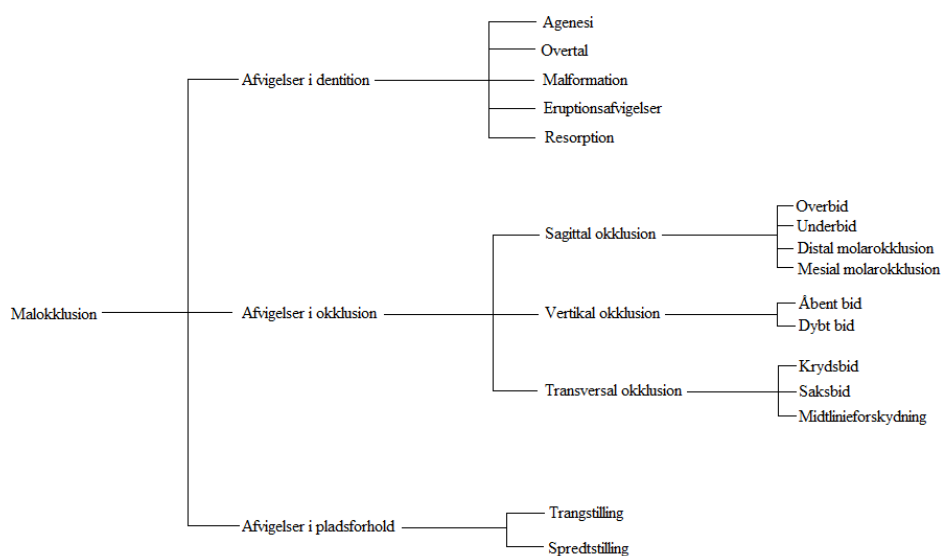 Malokklusion
Afvigelser i dentition
Agenesi
Overtal
Malformation
Eruptionsafvigelser
Resorption
Afvigelser i okklusion
Sagittal okklusion
Overbid
Underbid
Distal molarokklusion
Mesial molarokklusion
Vertikal okklusion
Åbent bid
Dybt bid
Transversal okklusion
Krydsbid
Saksbid
Midtlinieforskydning
Afvigelser i pladsforhold
Trangstilling
Spredtstilling